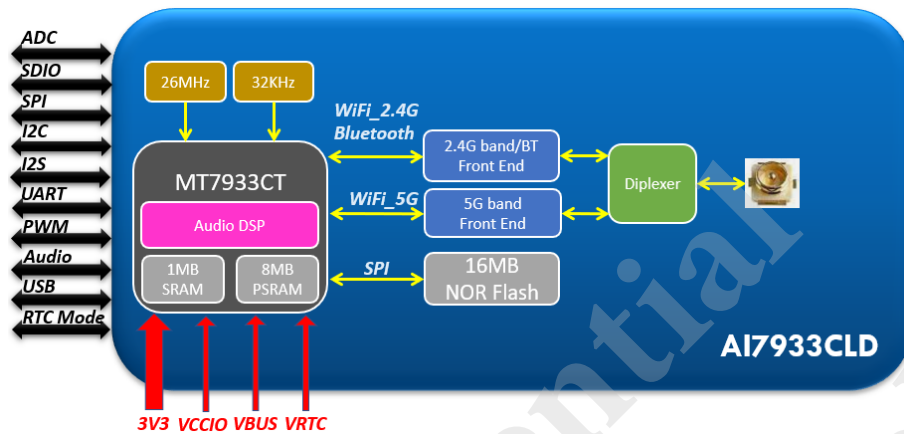 ADC
SDIO
SPI
I2C
I2S
UART
PWM
Audio
USB
RTC Mode
26MHz
32KHz
WiFi_2.4G
Bluetooth
2.4G band/BT
Front End
Diplexer
MT7933CT
WiFi_5G
5G band
Front End
Audio DSP
1MB
SRAM
8MB
PSRAM
SPI
16MB
NOR Flash
AI7933CLD
3V3
VCCIO
VBUS
VRTC